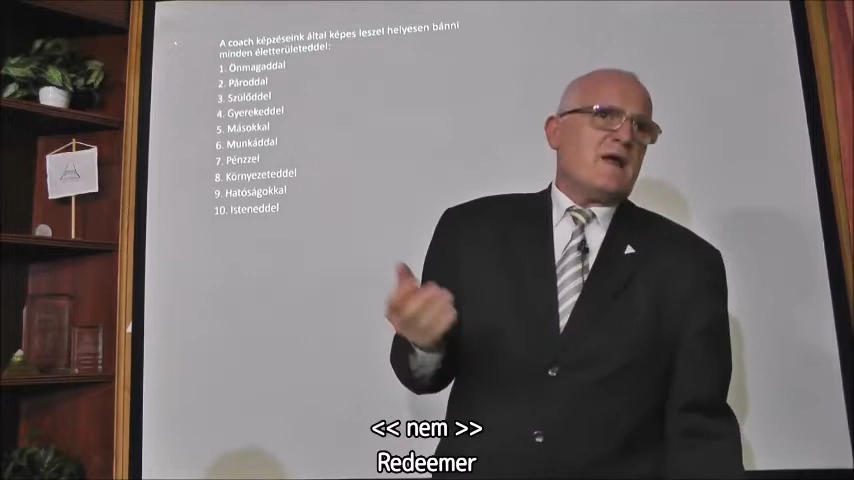 A coach képzéseink által képes leszel helyesen bánni
minden életterületeddel:
1. Önmagaddal
2. Pároddal
3. Szülőddel
4. Gyerekeddel
5. Másokkal
6. Munkáddal
7. Pénzzel
8. Környezeteddel
9. Hatóságokkal
10. Isteneddel
<< nem >>
Redeemer